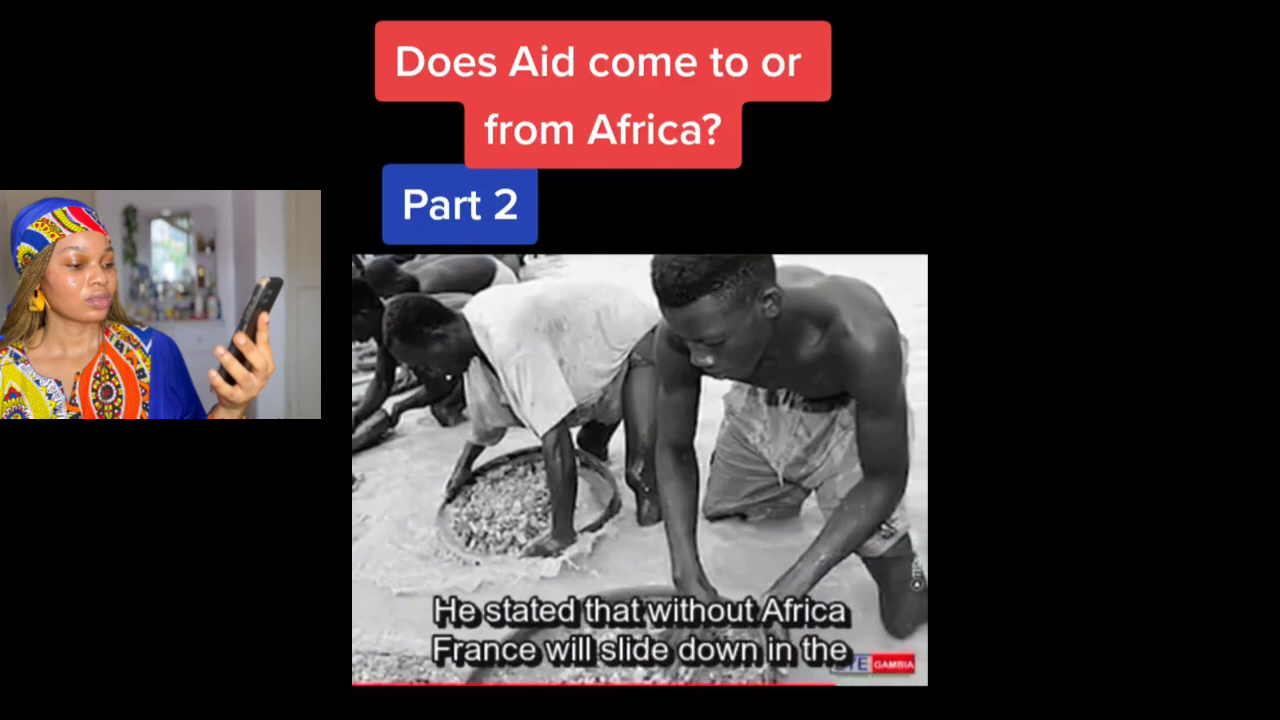 Does Aid come to or
from Africa?
Part 2
He stated that without Africa
France will slide down in the
GAMBIA